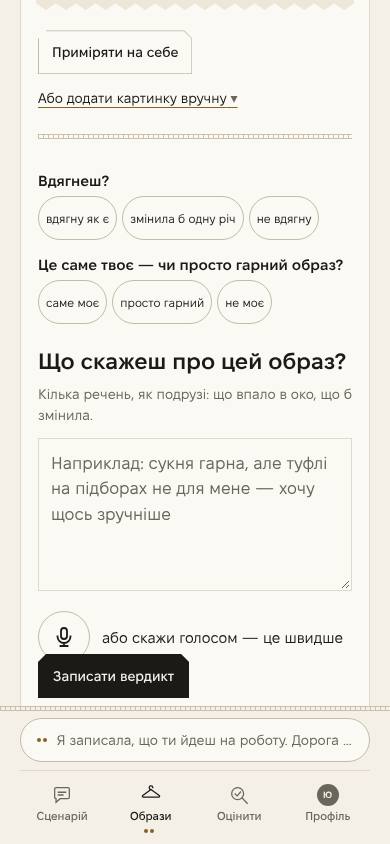 Приміряти на себе
Або додати картинку вручну ▾
Вдягнеш?
вдягну як є
змінила б одну річ
не вдягну
Це саме твоє — чи просто гарний образ?
саме моє
просто гарний
не моє
Що скажеш про цей образ?
Кілька речень, як подрузі: що впало в око, що б
змінила.
Наприклад: сукня гарна, але туфлі
на підборах не для мене — хочу
щось зручніше
або скажи голосом — це швидше
Записати вердикт
Я записала, що ти йдеш на роботу. Дорога ...
Сценарій
Образи
Оцінити
Ю
Профіль